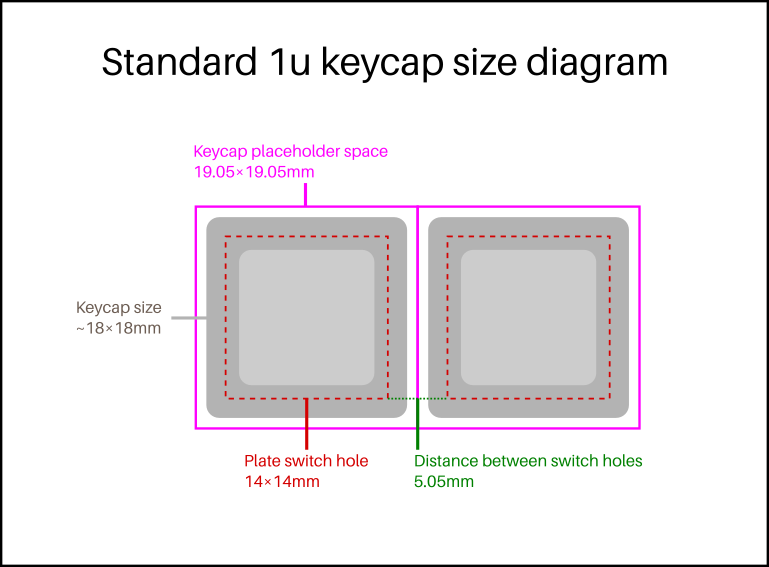 Standard 1u keycap size diagram
Keycap placeholder space
19.05×19.05mm
Keycap size
~18×18mm
Plate switch hole
14×14mm
Distance between switch holes
5.05mm